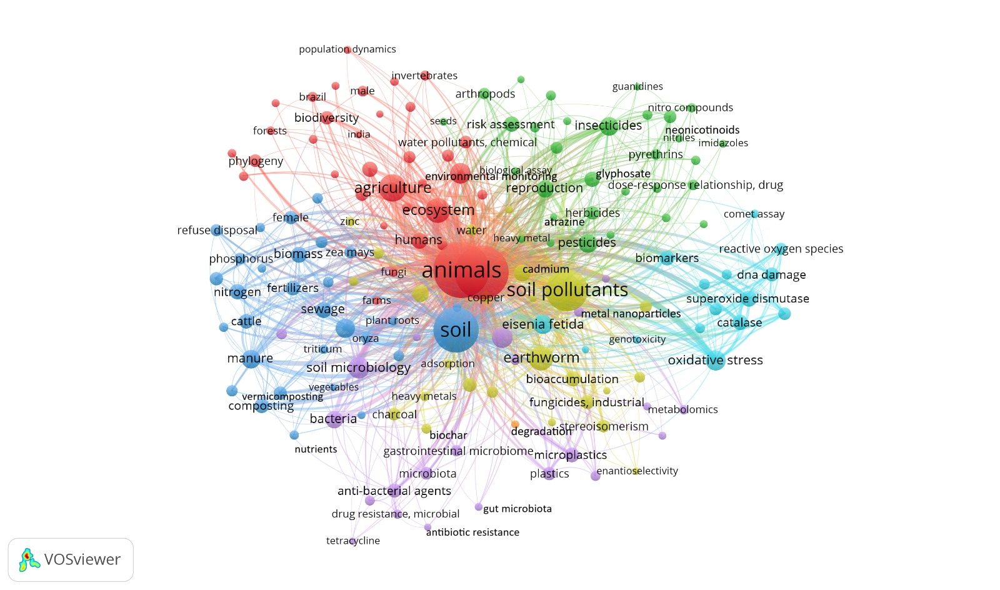 population dynamics
invertebrates
guanidines
brazil
male
arthropods
nitro compounds
biodiversity
seeds
risk assessment
insecticides
neonicotinoids
forests
india
water pollutants, chemical
nitriles
imidazoles
phylogeny
pyrethrins
biological assay
environmental monitoring
glyphosate
agriculture
reproduction
dose-response relationship, drug
ecosystem
herbicides
comet assay
female
zinc
atrazine
refuse disposal
water
humans
heavy metal
pesticides
reactive oxygen species
phosphorus
biomass
zea mays
biomarkers
fungi
animals
cadmium
dna damage
nitrogen
fertilizers
soil pollutants
farms
copper
superoxide dismutase
sewage
metal nanoparticles
cattle
plant roots
soil
eisenia fetida
catalase
oryza
genotoxicity
triticum
manure
soil microbiology
adsorption
earthworm
oxidative stress
bioaccumulation
vegetables
vermicomposting
heavy metals
fungicides, industrial
composting
charcoal
metabolomics
bacteria
biochar
degradation
stereoisomerism
nutrients
gastrointestinal microbiome
microplastics
microbiota
plastics
enantioselectivity
anti-bacterial agents
gut microbiota
drug resistance, microbial
antibiotic resistance
tetracycline
VOSviewer